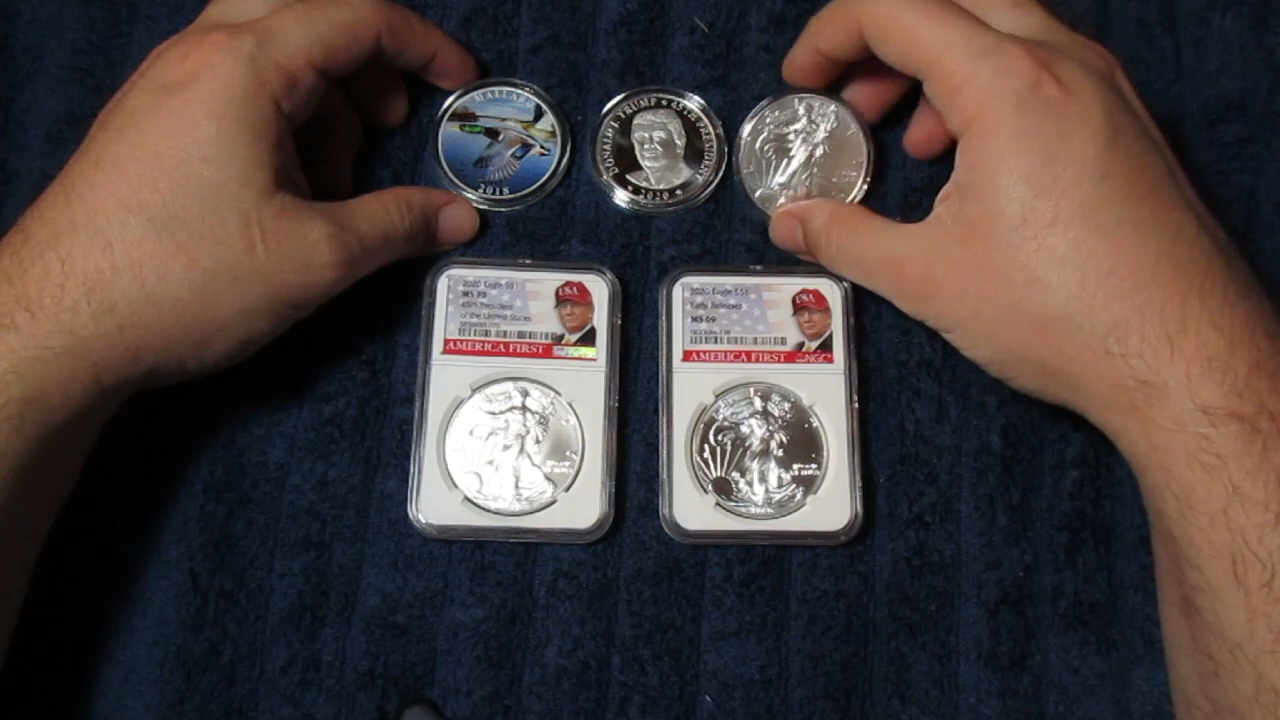 MALLARD
2018
DONALD J. TRUMP ★ 45TH PRESIDENT
★ 2020 ★
2020 Eagle S$1
MS 70
45th President
of the United States
USA
AMERICA FIRST
2020 Eagle S$1
Early Releases
MS 69
USA
AMERICA FIRST
NGC